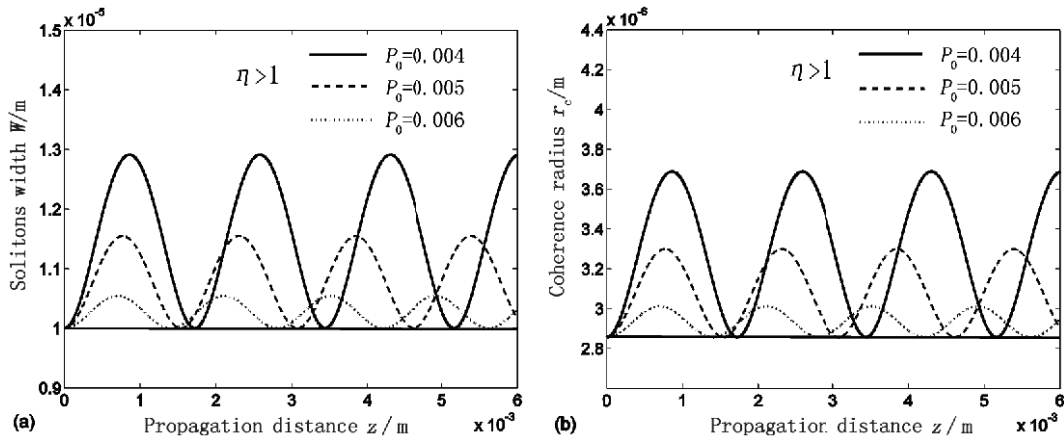 × 10⁻⁵
1.5
1.4
1.3
1.2
1.1
1
0.9
Solitons width W/m
η>1
P₀=0.004
P₀=0.005
P₀=0.006
0 1 2 3 4 5 6
× 10⁻³
(a) Propagation distance z/m
× 10⁻⁶
4.4
4.2
4
3.8
3.6
3.4
3.2
3
2.8
Coherence radius r_c/m
η>1
P₀=0.004
P₀=0.005
P₀=0.006
0 1 2 3 4 5 6
× 10⁻³
(b) Propagation distance z/m